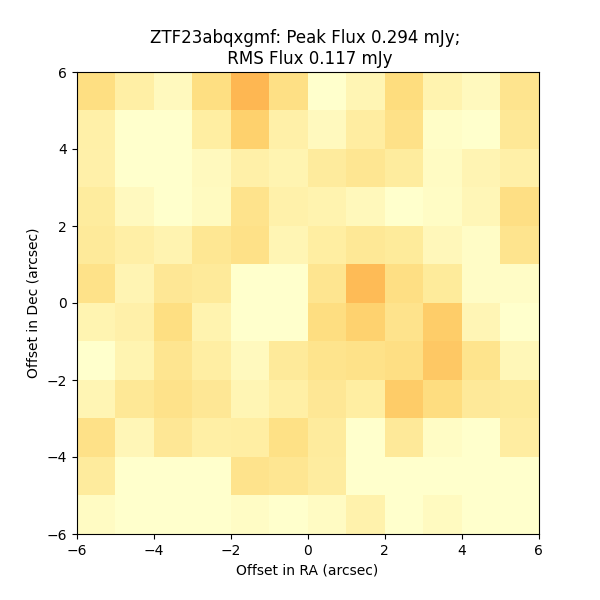 ZTF23abqxgmf: Peak Flux 0.294 mJy;
RMS Flux 0.117 mJy
6
4
2
0
−2
−4
−6
Offset in Dec (arcsec)
−6 −4 −2 0 2 4 6
Offset in RA (arcsec)